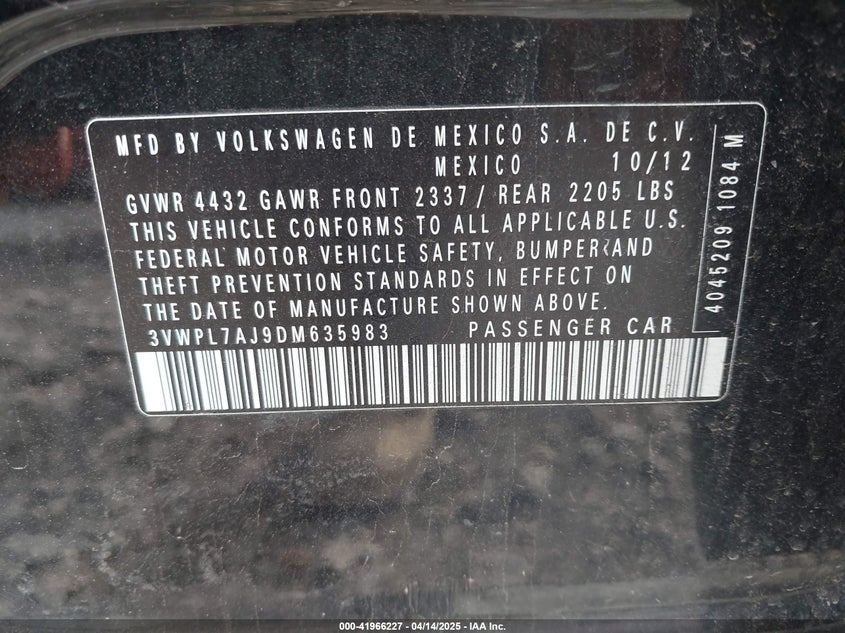 MFD BY VOLKSWAGEN DE MEXICO S.A. DE C.V.
MEXICO 10/12
GVWR 4432 GAWR FRONT 2337/ REAR 2205 LBS
THIS VEHICLE CONFORMS TO ALL APPLICABLE U.S.
FEDERAL MOTOR VEHICLE SAFETY, BUMPER AND
THEFT PREVENTION STANDARDS IN EFFECT ON
THE DATE OF MANUFACTURE SHOWN ABOVE.
3VWPL7AJ9DM635983 PASSENGER CAR
4045209 1084 M
000-41966227 - 04/14/2025 - IAA Inc.